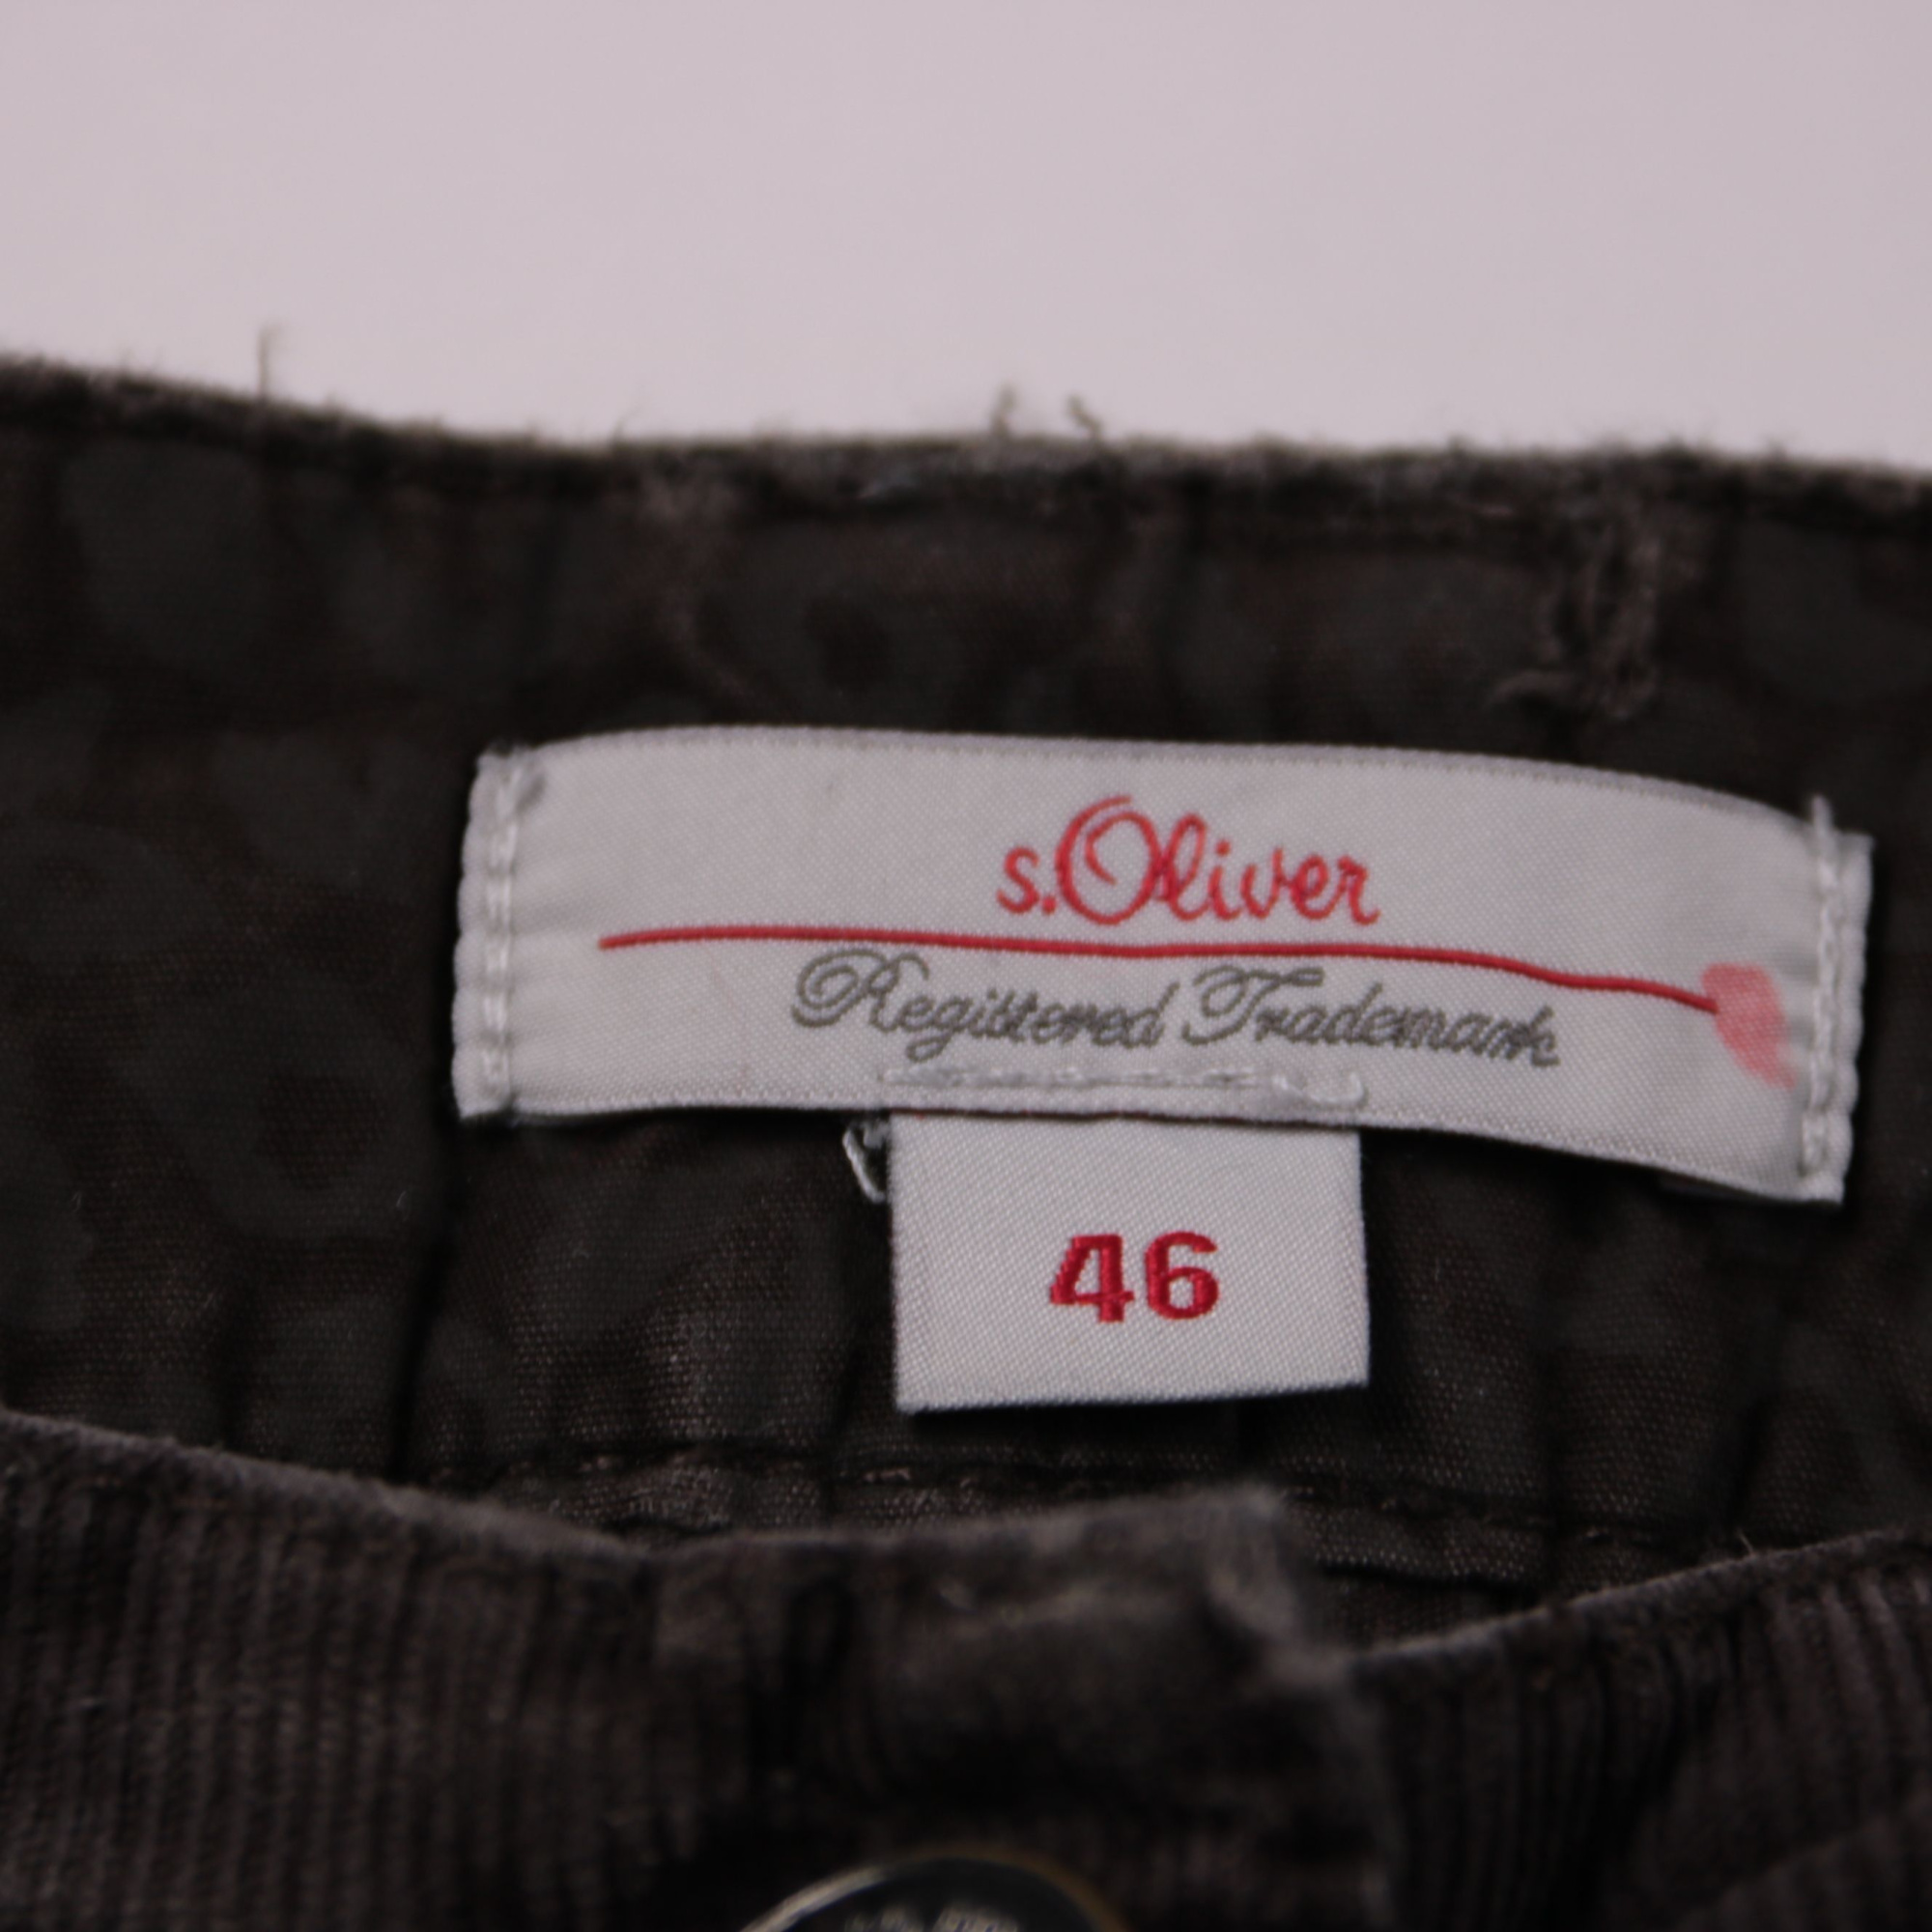 s.Oliver
Registered Trademark
46